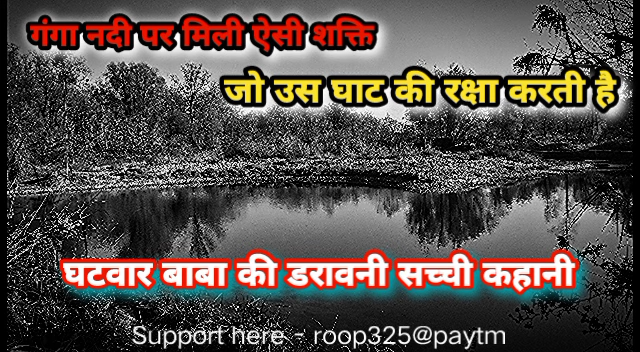 गंगा नदी पर मिली ऐसी शक्ति
जो उस घाट की रक्षा करती है
घटवार बाबा की डरावनी सच्ची कहानी
Support here - roop325@paytm